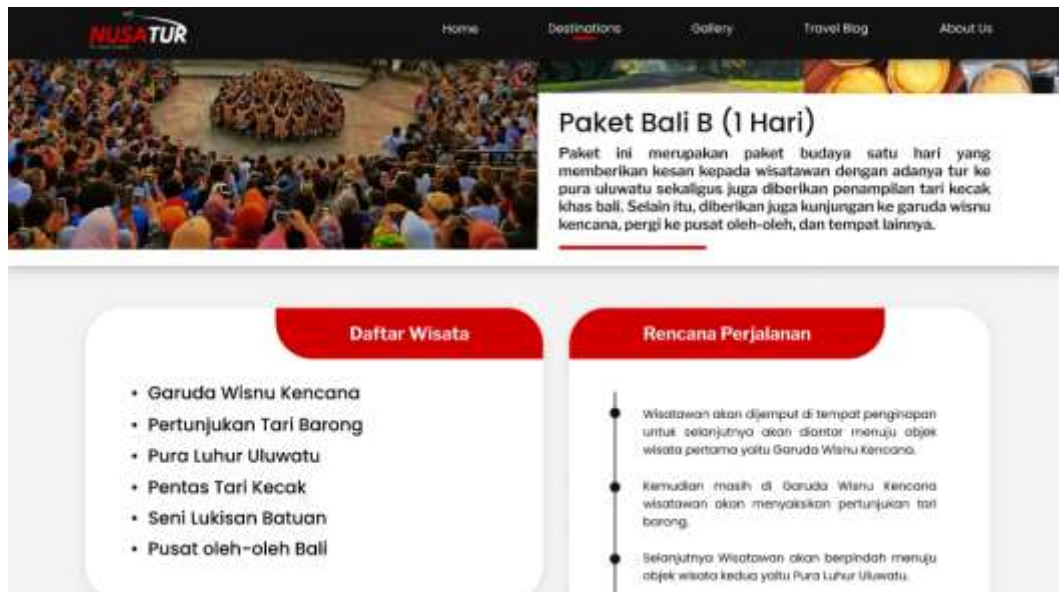 NUSATUR
Home
Destinations
Gallery
Travel Blog
About Us
Paket Bali B (1 Hari)
Paket ini merupakan paket budaya satu hari yang
memberikan kesan kepada wisatawan dengan adanya tur ke
pura uluwatu sekaligus juga diberikan penampilan tari kecak
khas bali. Selain itu, diberikan juga kunjungan ke garuda wisnu
kencana, pergi ke pusat oleh-oleh, dan tempat lainnya.
Daftar Wisata
• Garuda Wisnu Kencana
• Pertunjukan Tari Barong
• Pura Luhur Uluwatu
• Pentas Tari Kecak
• Seni Lukisan Batuan
• Pusat oleh-oleh Bali
Rencana Perjalanan
Wisatawan akan dijemput di tempat penginapan
untuk selanjutnya akan diantar menuju objek
wisata pertama yaitu Garuda Wisnu Kencana.
Kemudian masih di Garuda Wisnu Kencana
wisatawan akan menyaksikan pertunjukan tari
barong.
Selanjutnya Wisatawan akan berpindah menuju
objek wisata kedua yaitu Pura Luhur Uluwatu.